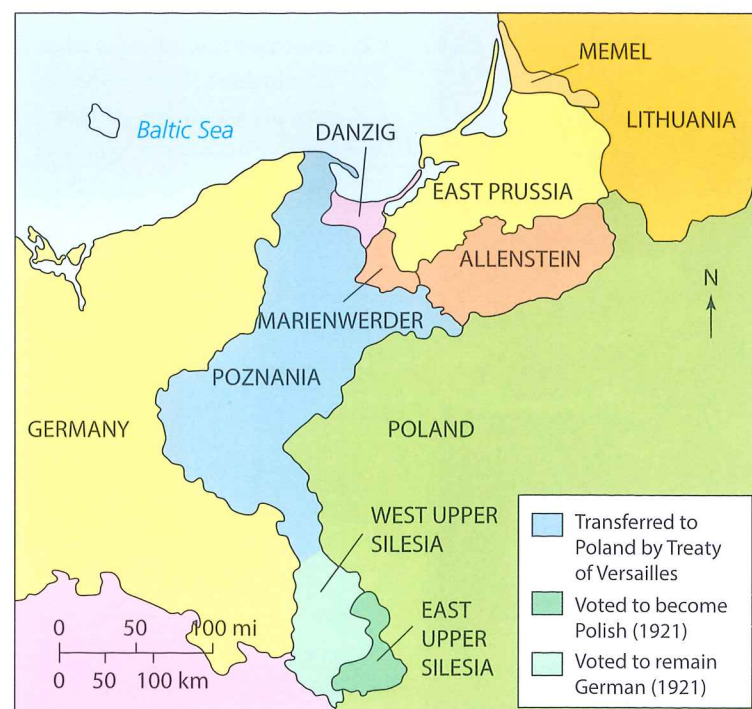 MEMEL
Baltic Sea
LITHUANIA
DANZIG
EAST PRUSSIA
ALLENSTEIN
N
MARIENWERDER
POZNANIA
GERMANY
POLAND
WEST UPPER
SILESIA
EAST
UPPER
SILESIA
0 50 100 mi
0 50 100 km
Transferred to
Poland by Treaty
of Versailles
Voted to become
Polish (1921)
Voted to remain
German (1921)